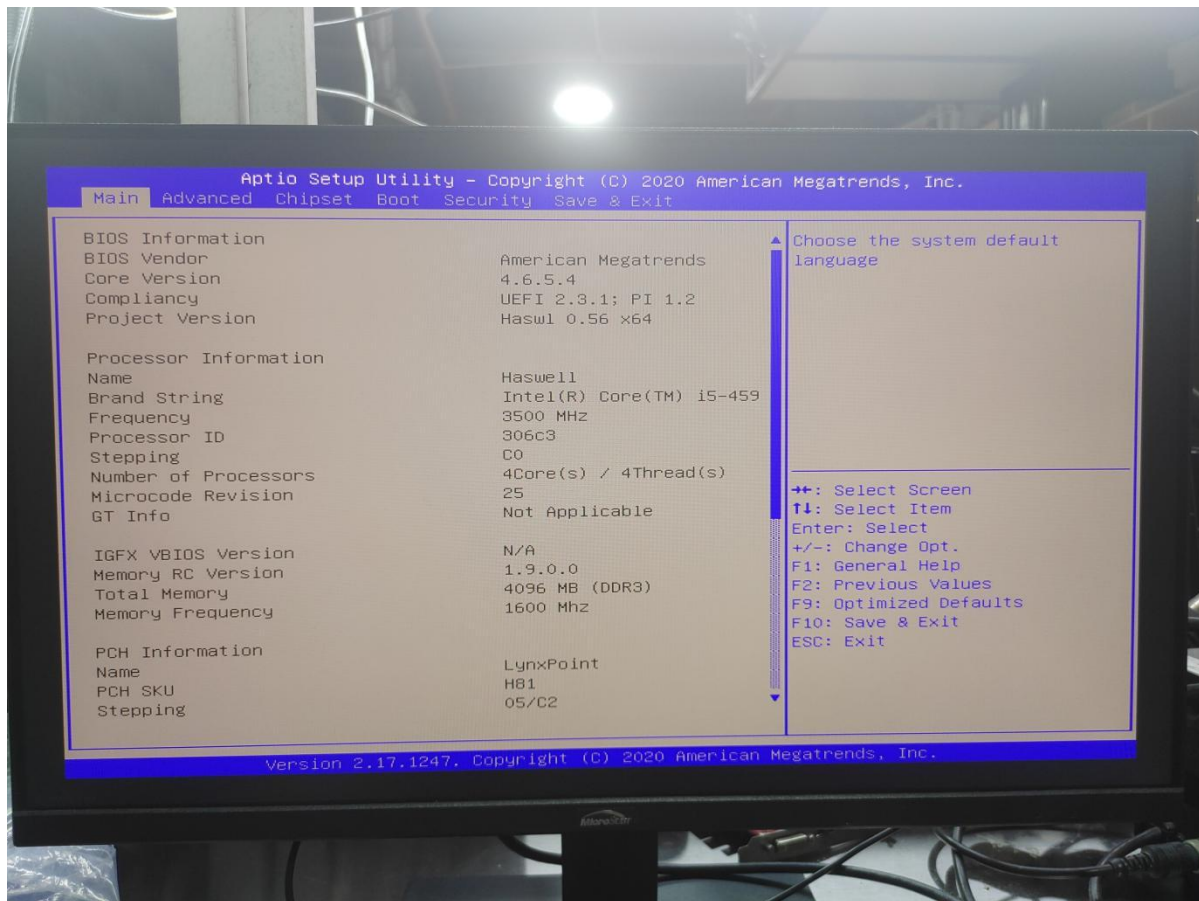 Aptio Setup Utility – Copyright (C) 2020 American Megatrends, Inc.
Main Advanced Chipset Boot Security Save & Exit
BIOS Information
BIOS Vendor American Megatrends
Core Version 4.6.5.4
Compliancy UEFI 2.3.1; PI 1.2
Project Version Haswl 0.56 x64
Processor Information
Name Haswell
Brand String Intel(R) Core(TM) i5-459
Frequency 3500 MHz
Processor ID 306c3
Stepping C0
Number of Processors 4Core(s) / 4Thread(s)
Microcode Revision 25
GT Info Not Applicable
IGFX VBIOS Version N/A
Memory RC Version 1.9.0.0
Total Memory 4096 MB (DDR3)
Memory Frequency 1600 Mhz
PCH Information
Name LynxPoint
PCH SKU H81
Stepping 05/C2
Choose the system default
language
→←: Select Screen
↑↓: Select Item
Enter: Select
+/-: Change Opt.
F1: General Help
F2: Previous Values
F9: Optimized Defaults
F10: Save & Exit
ESC: Exit
Version 2.17.1247. Copyright (C) 2020 American Megatrends, Inc.